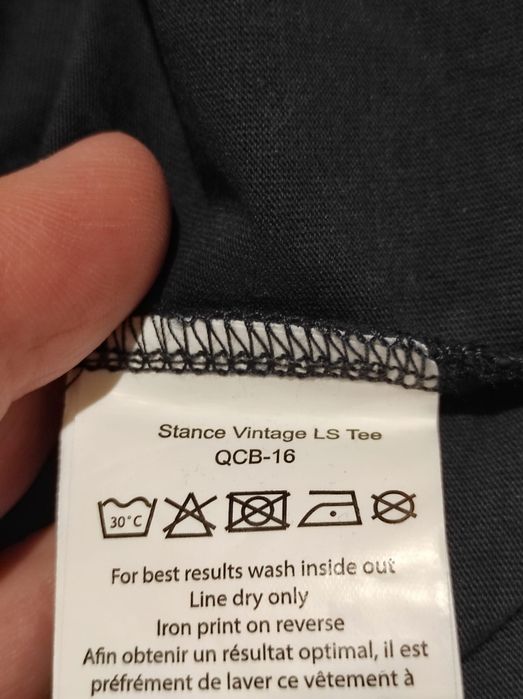 Stance Vintage LS Tee
QCB-16
30°C
For best results wash inside out
Line dry only
Iron print on reverse
Afin obtenir un résultat optimal, il est
préfrément de laver ce vêtement à